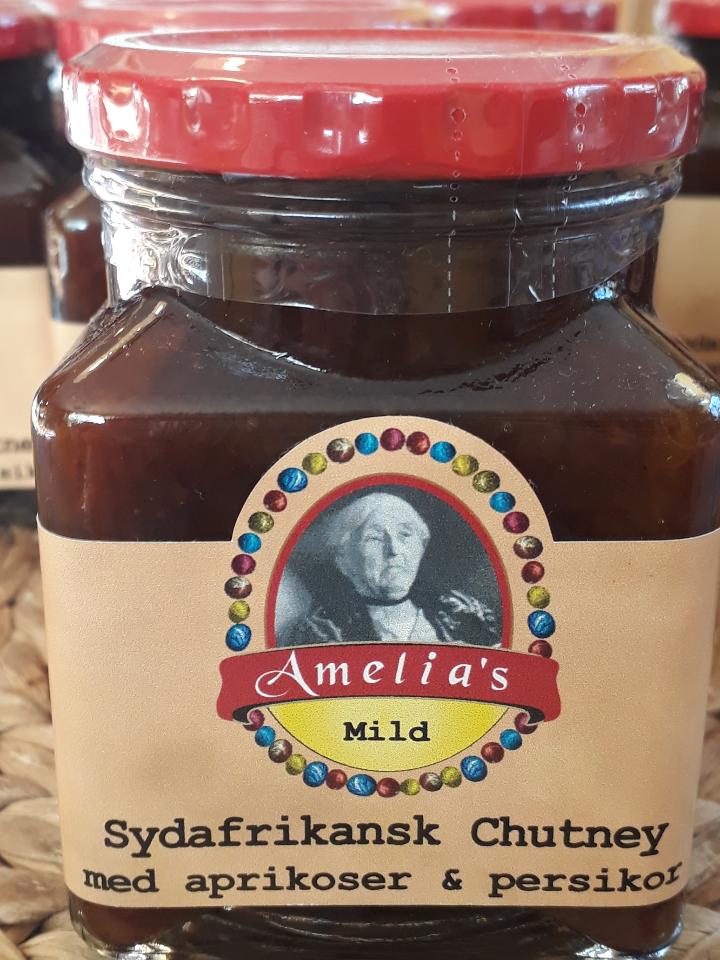 Amelia's
Mild
Sydafrikansk Chutney
med aprikoser & persikor